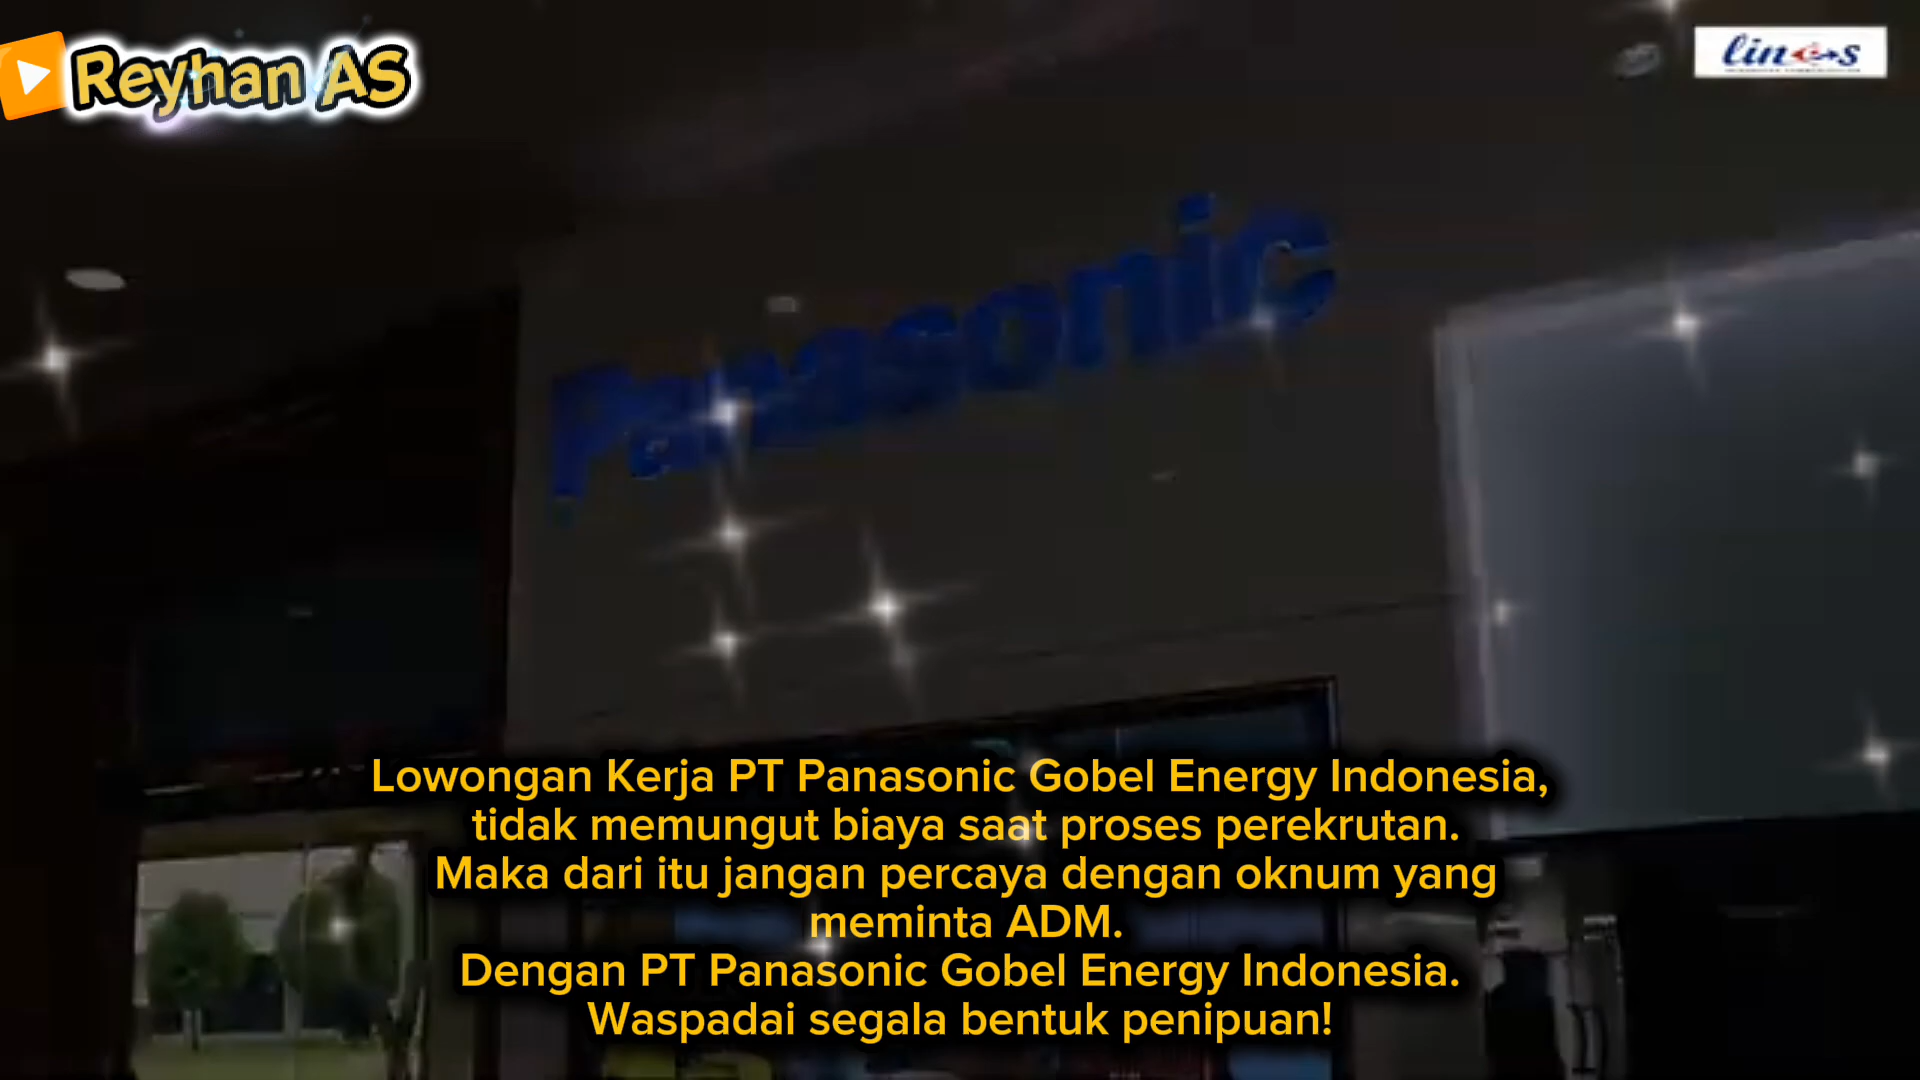 Reyhan AS
lines
Panasonic
Lowongan Kerja PT Panasonic Gobel Energy Indonesia,
tidak memungut biaya saat proses perekrutan.
Maka dari itu jangan percaya dengan oknum yang
meminta ADM.
Dengan PT Panasonic Gobel Energy Indonesia.
Waspadai segala bentuk penipuan!